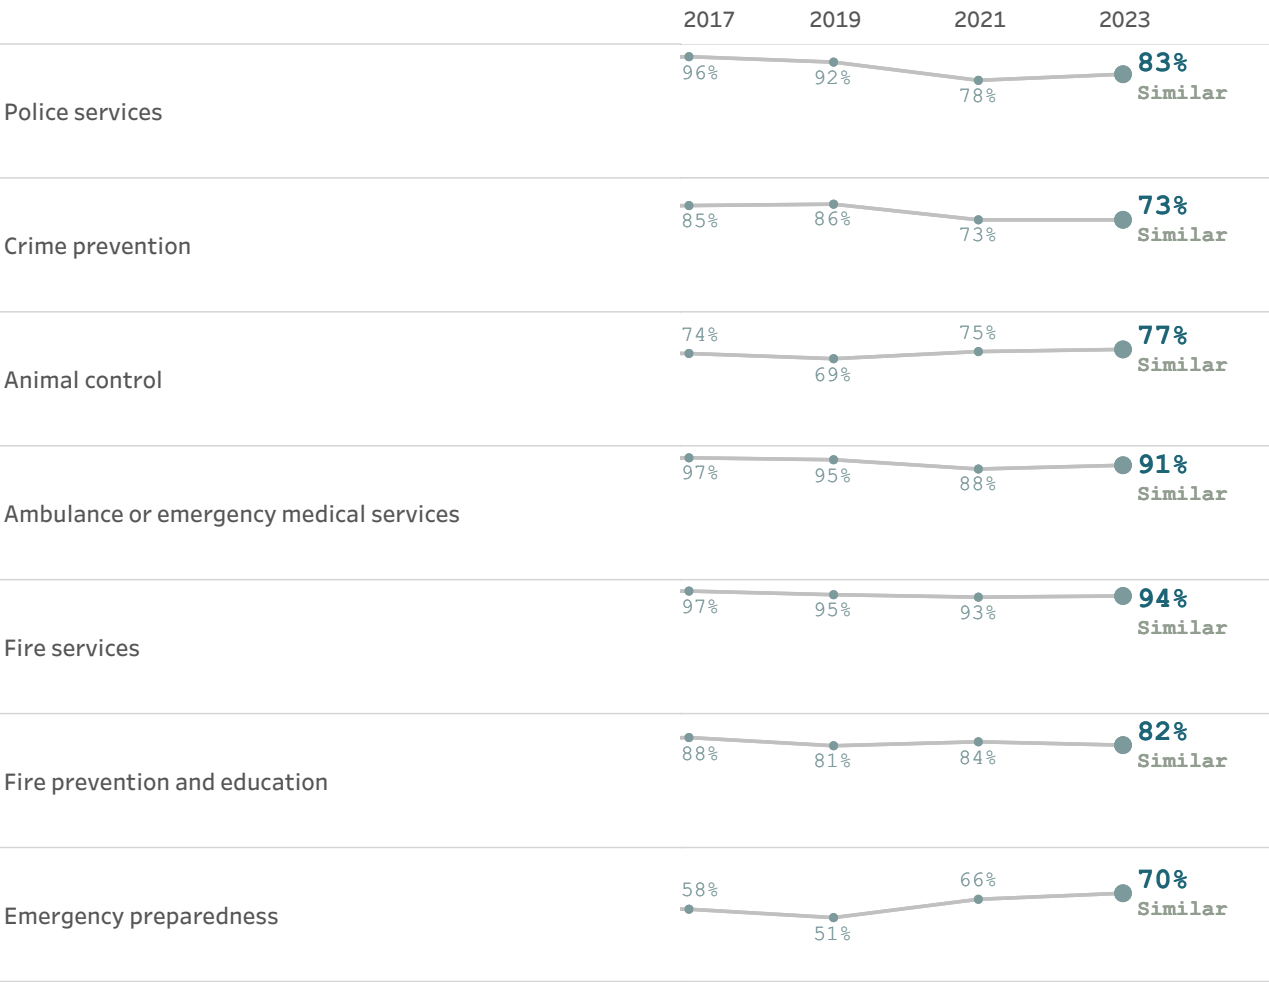 2017 2019 2021 2023
96% 92% 78% 83%
Similar
Police services
85% 86% 73% 73%
Similar
Crime prevention
74% 69% 75% 77%
Similar
Animal control
97% 95% 88% 91%
Similar
Ambulance or emergency medical services
97% 95% 93% 94%
Similar
Fire services
88% 81% 84% 82%
Similar
Fire prevention and education
58% 51% 66% 70%
Similar
Emergency preparedness